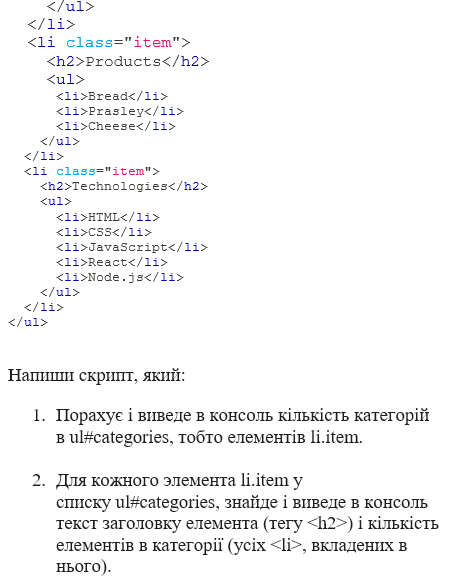 </ul>
</li>
<li class="item">
<h2>Products</h2>
<ul>
<li>Bread</li>
<li>Prasley</li>
<li>Cheese</li>
</ul>
</li>
<li class="item">
<h2>Technologies</h2>
<ul>
<li>HTML</li>
<li>CSS</li>
<li>JavaScript</li>
<li>React</li>
<li>Node.js</li>
</ul>
</li>
</ul>
Напиши скрипт, який:
1. Порахує і виведе в консоль кількість категорій
в ul#categories, тобто елементів li.item.
2. Для кожного элемента li.item у
списку ul#categories, знайде і виведе в консоль
текст заголовку елемента (тегу <h2>) і кількість
елементів в категорії (усіх <li>, вкладених в
нього).